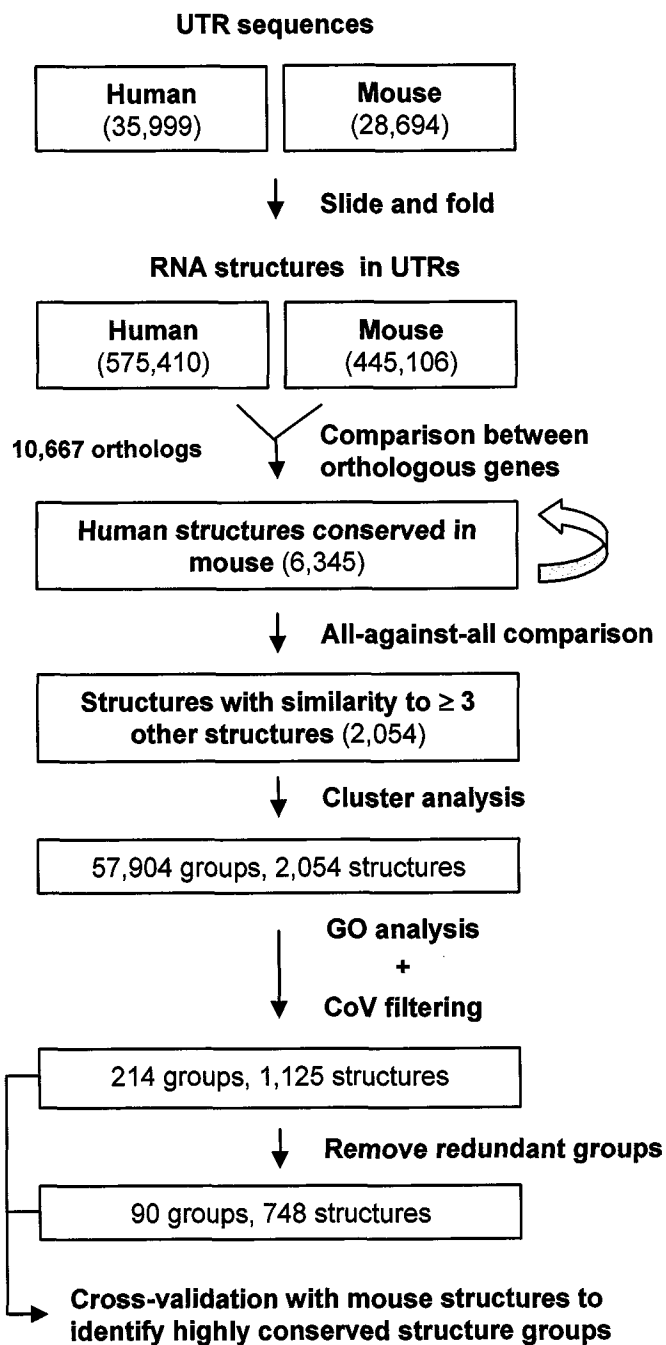 UTR sequences
Human Mouse
(35,999) (28,694)
Slide and fold
RNA structures in UTRs
Human Mouse
(575,410) (445,106)
10,667 orthologs
Comparison between
orthologous genes
Human structures conserved in
mouse (6,345)
All-against-all comparison
Structures with similarity to ≥ 3
other structures (2,054)
Cluster analysis
57,904 groups, 2,054 structures
GO analysis
+
CoV filtering
214 groups, 1,125 structures
Remove redundant groups
90 groups, 748 structures
Cross-validation with mouse structures to
identify highly conserved structure groups